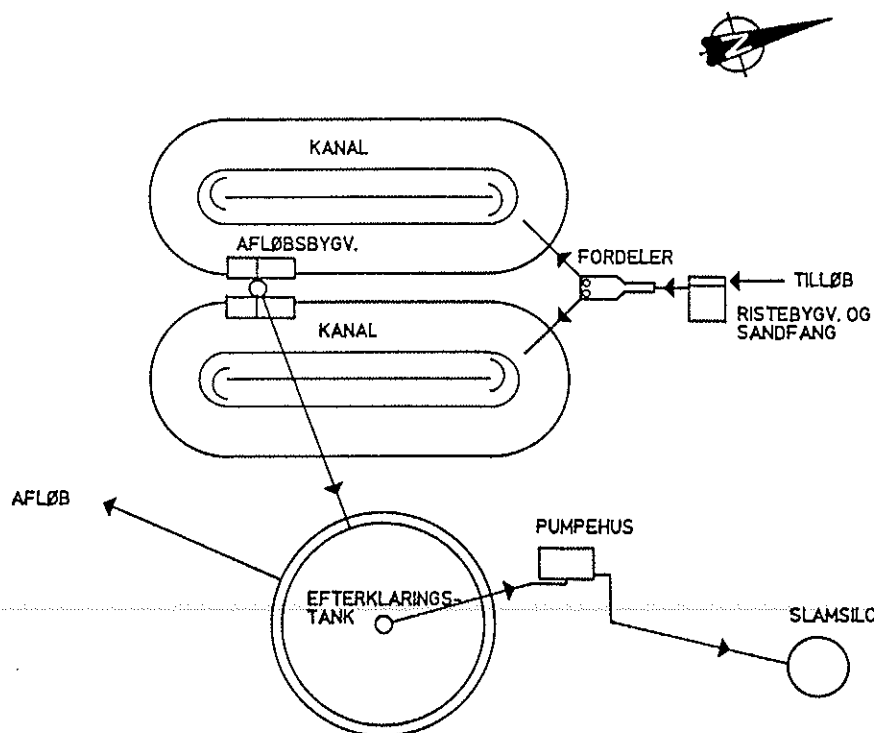 N
KANAL
AFLØBSBYGV.
FORDELER
TILLØB
RISTEBYGV. OG
SANDFANG
KANAL
AFLØB
PUMPEHUS
EFTERKLARINGS-
TANK
SLAMSILO